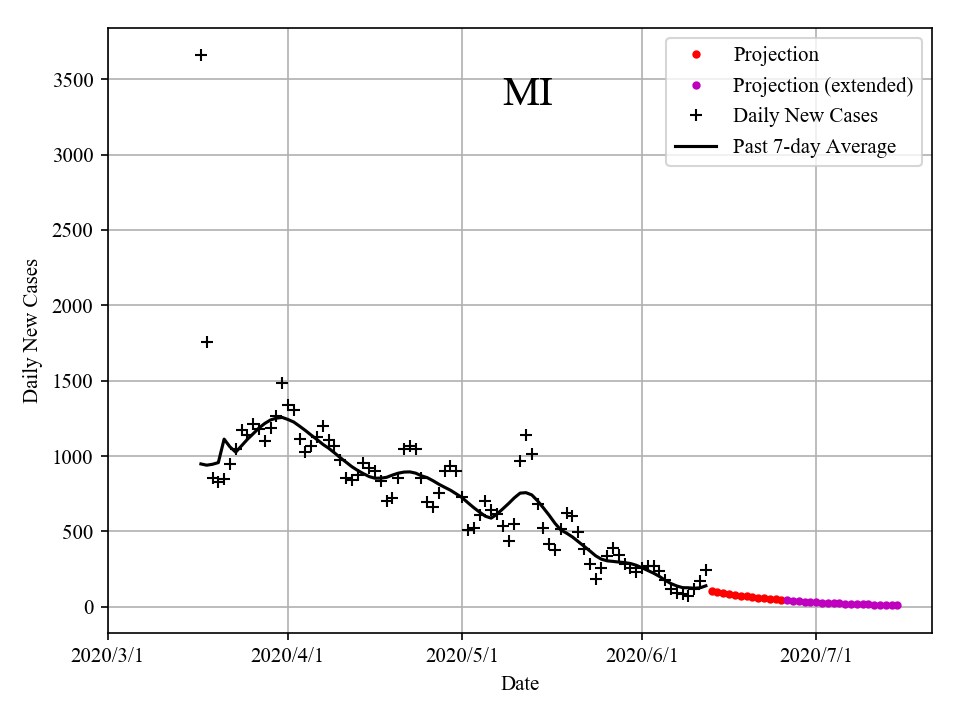 MI
Projection
Projection (extended)
Daily New Cases
Past 7-day Average
Daily New Cases
3500
3000
2500
2000
1500
1000
500
0
2020/3/1
2020/4/1
2020/5/1
2020/6/1
2020/7/1
Date